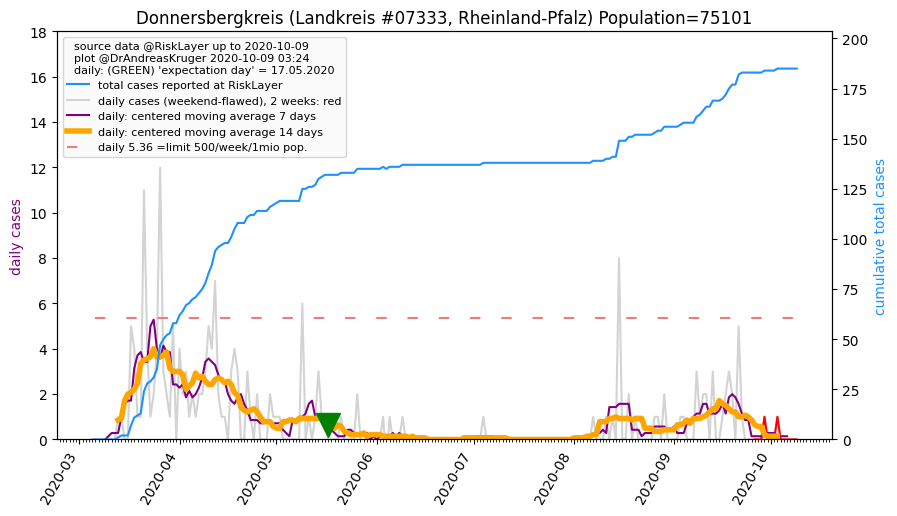 Donnersbergkreis (Landkreis #07333, Rheinland-Pfalz) Population=75101
source data @RiskLayer up to 2020-10-09
plot @DrAndreasKruger 2020-10-09 03:24
daily: (GREEN) 'expectation day' = 17.05.2020
total cases reported at RiskLayer
daily cases (weekend-flawed), 2 weeks: red
daily: centered moving average 7 days
daily: centered moving average 14 days
daily 5.36 =limit 500/week/1mio pop.
daily cases
18
16
14
12
10
8
6
4
2
0
cumulative total cases
200
175
150
125
100
75
50
25
0
2020-03
2020-04
2020-05
2020-06
2020-07
2020-08
2020-09
2020-10